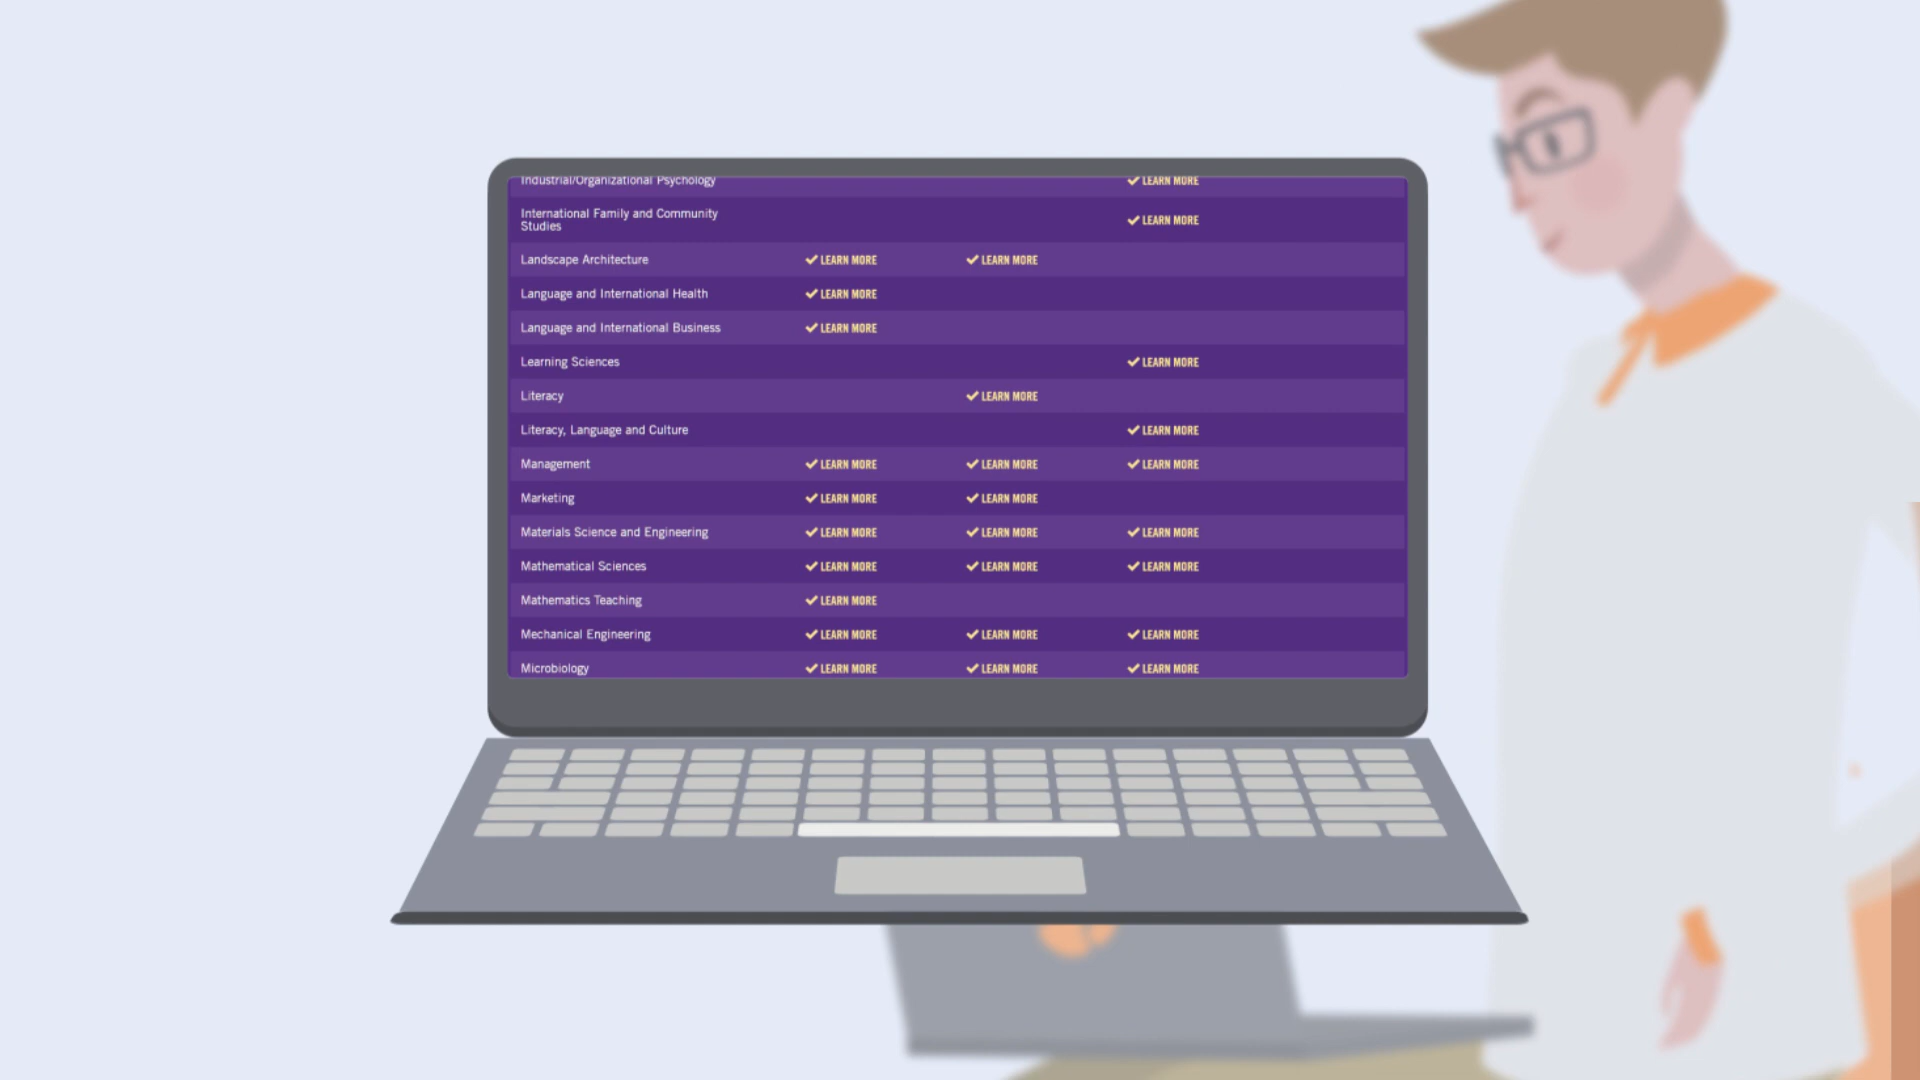 Industrial/Organizational Psychology ✓ LEARN MORE
International Family and Community
Studies ✓ LEARN MORE
Landscape Architecture ✓ LEARN MORE ✓ LEARN MORE
Language and International Health ✓ LEARN MORE
Language and International Business ✓ LEARN MORE
Learning Sciences ✓ LEARN MORE
Literacy ✓ LEARN MORE
Literacy, Language and Culture ✓ LEARN MORE
Management ✓ LEARN MORE ✓ LEARN MORE ✓ LEARN MORE
Marketing ✓ LEARN MORE ✓ LEARN MORE
Materials Science and Engineering ✓ LEARN MORE ✓ LEARN MORE ✓ LEARN MORE
Mathematical Sciences ✓ LEARN MORE ✓ LEARN MORE ✓ LEARN MORE
Mathematics Teaching ✓ LEARN MORE
Mechanical Engineering ✓ LEARN MORE ✓ LEARN MORE ✓ LEARN MORE
Microbiology ✓ LEARN MORE ✓ LEARN MORE ✓ LEARN MORE